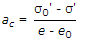 a_c = (σ_0' - σ') / (e - e_0)